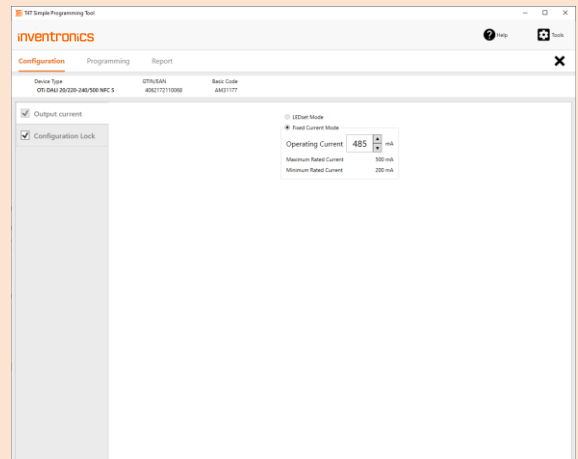 T4T Simple Programming Tool
inventronics
Help
Tools
Configuration Programming Report
Device Type GTIN/EAN Basic Code
OTi DALI 20/220-240/500 NFC S 4062172110068 AM31177
Output current
Configuration Lock
LEDset Mode
Fixed Current Mode
Operating Current 485 mA
Maximum Rated Current 500 mA
Minimum Rated Current 200 mA